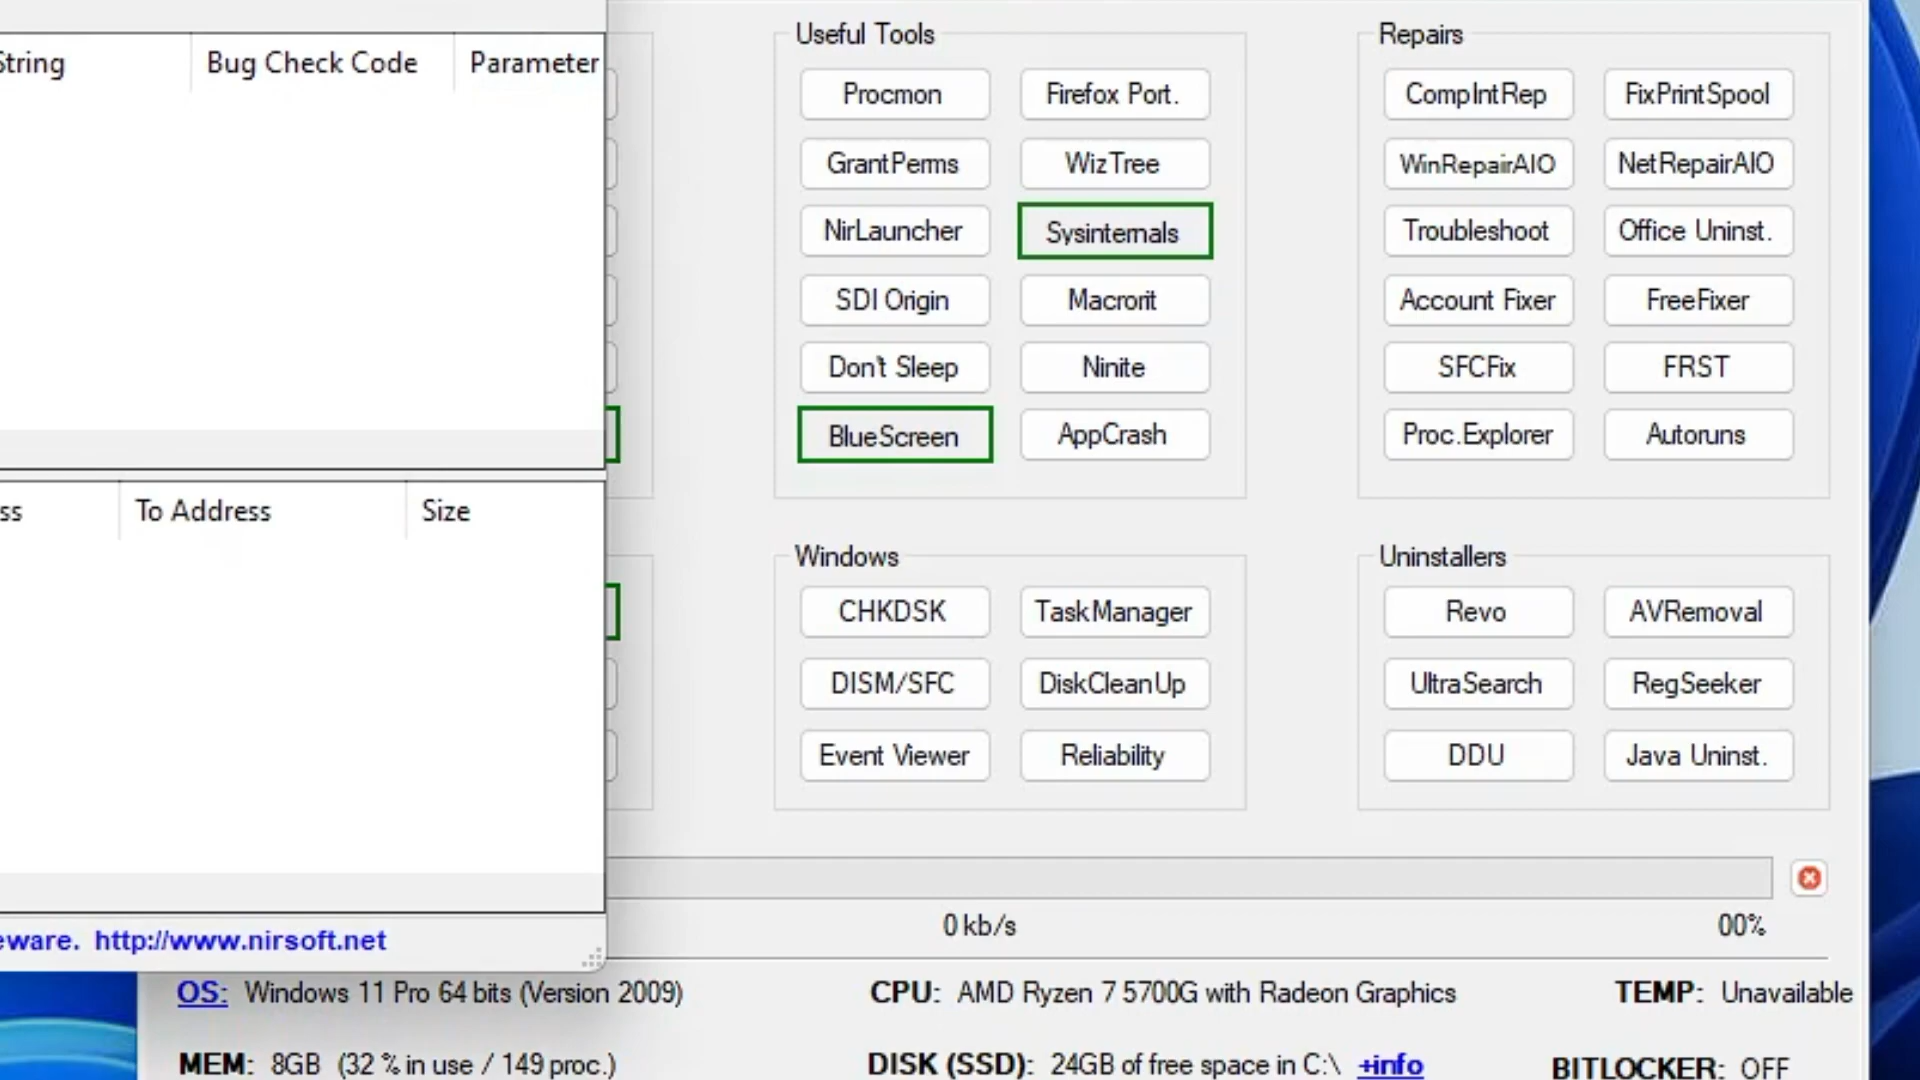 String Bug Check Code Parameter
ss To Address Size
eware. http://www.nirsoft.net
Useful Tools
Procmon Firefox Port.
GrantPerms WizTree
NirLauncher Sysinternals
SDI Origin Macrorit
Don't Sleep Ninite
BlueScreen AppCrash
Repairs
CompIntRep FixPrintSpool
WinRepairAIO NetRepairAIO
Troubleshoot Office Uninst.
Account Fixer FreeFixer
SFCFix FRST
Proc.Explorer Autoruns
Windows
CHKDSK TaskManager
DISM/SFC DiskCleanUp
Event Viewer Reliability
Uninstallers
Revo AVRemoval
UltraSearch RegSeeker
DDU Java Uninst.
0 kb/s 00%
OS: Windows 11 Pro 64 bits (Version 2009) CPU: AMD Ryzen 7 5700G with Radeon Graphics TEMP: Unavailable
MEM: 8GB (32 % in use / 149 proc.) DISK (SSD): 24GB of free space in C:\ +info BITLOCKER: OFF